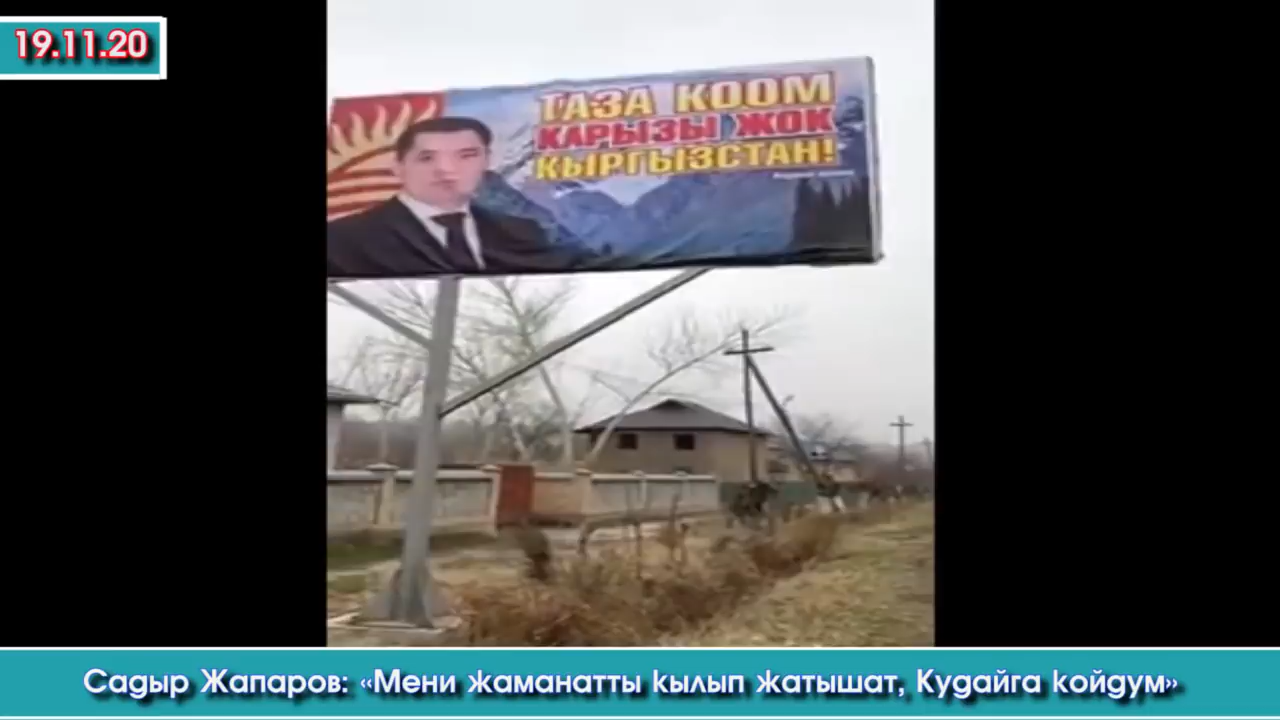 19.11.20
ТАЗА КООМ
КАРЫЗЫ ЖОК
КЫРГЫЗСТАН!
Садыр Жапаров: «Мени жаманатты кылып жатышат, Кудайга койдум»